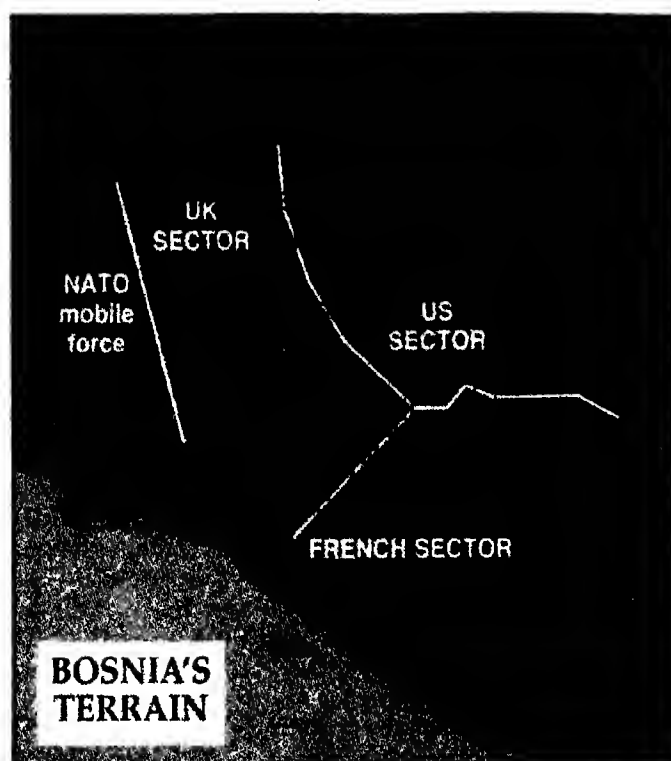 UK
SECTOR
NATO
mobile
force
US
SECTOR
FRENCH SECTOR
BOSNIA'S
TERRAIN